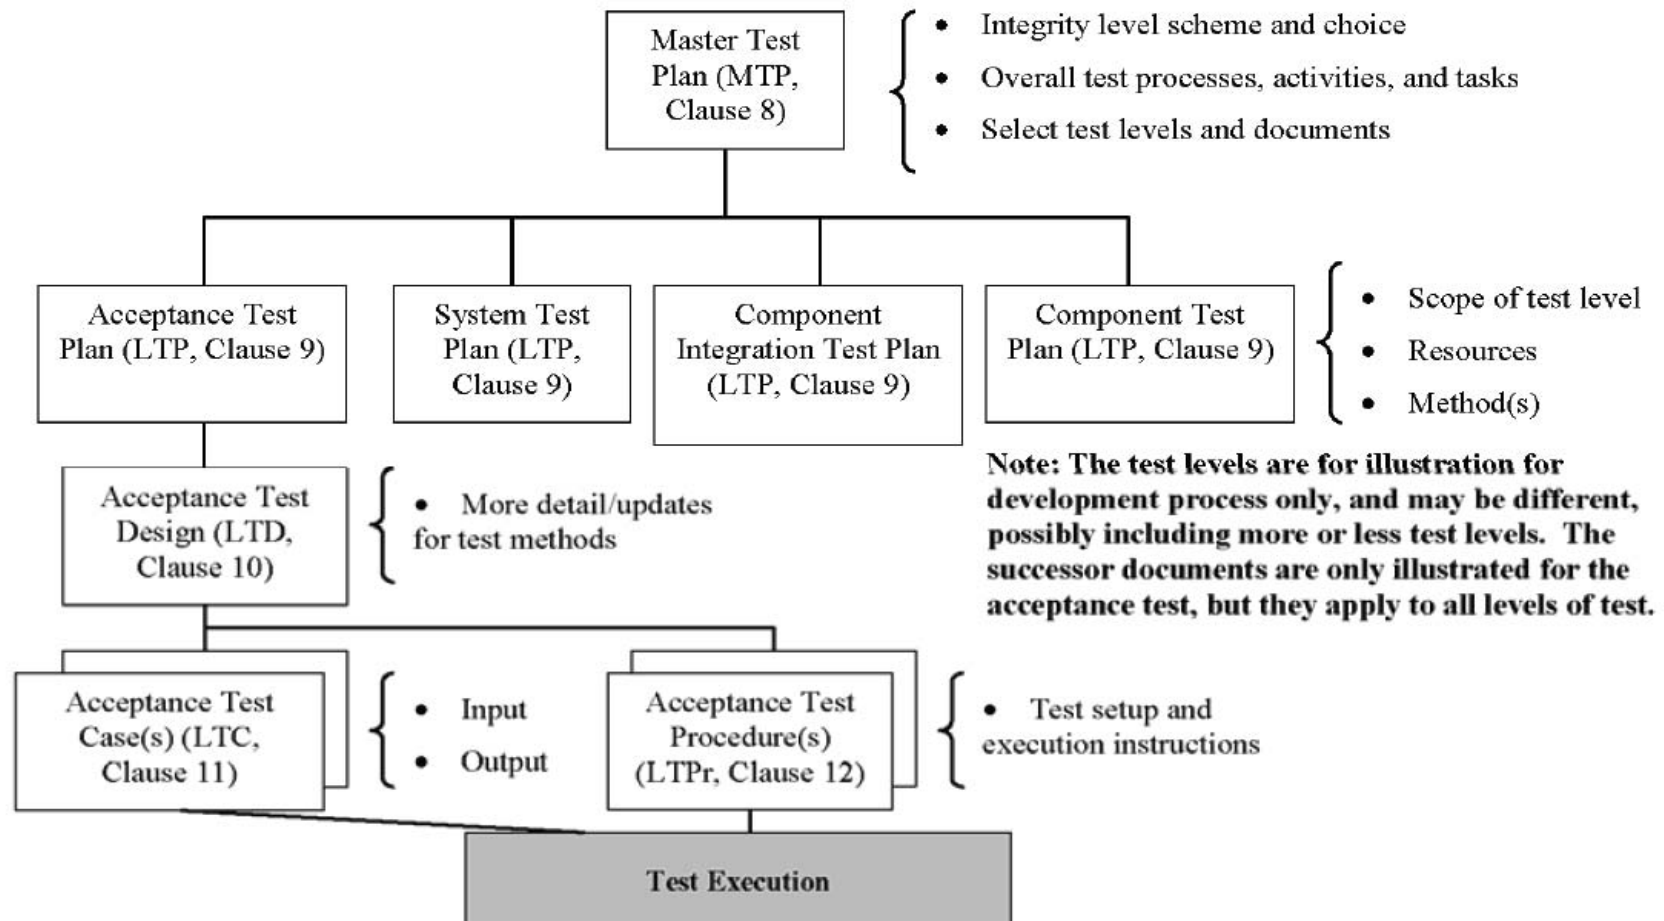 Master Test
Plan (MTP,
Clause 8)
• Integrity level scheme and choice
• Overall test processes, activities, and tasks
• Select test levels and documents
Acceptance Test
Plan (LTP, Clause 9)
System Test
Plan (LTP,
Clause 9)
Component
Integration Test Plan
(LTP, Clause 9)
Component Test
Plan (LTP, Clause 9)
• Scope of test level
• Resources
• Method(s)
Note: The test levels are for illustration for
development process only, and may be different,
possibly including more or less test levels. The
successor documents are only illustrated for the
acceptance test, but they apply to all levels of test.
Acceptance Test
Design (LTD,
Clause 10)
• More detail/updates
for test methods
Acceptance Test
Case(s) (LTC,
Clause 11)
• Input
• Output
Acceptance Test
Procedure(s)
(LTPr, Clause 12)
• Test setup and
execution instructions
Test Execution